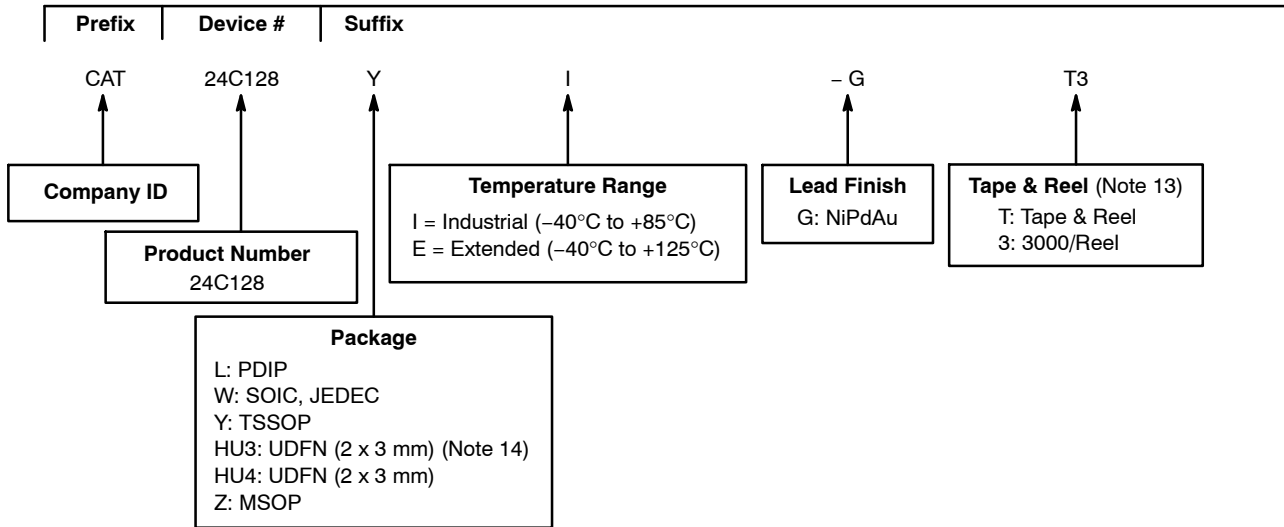 Prefix Device # Suffix
CAT 24C128 Y I – G T3
Company ID
Product Number
24C128
Package
L: PDIP
W: SOIC, JEDEC
Y: TSSOP
HU3: UDFN (2 x 3 mm) (Note 14)
HU4: UDFN (2 x 3 mm)
Z: MSOP
Temperature Range
I = Industrial (−40°C to +85°C)
E = Extended (−40°C to +125°C)
Lead Finish
G: NiPdAu
Tape & Reel (Note 13)
T: Tape & Reel
3: 3000/Reel